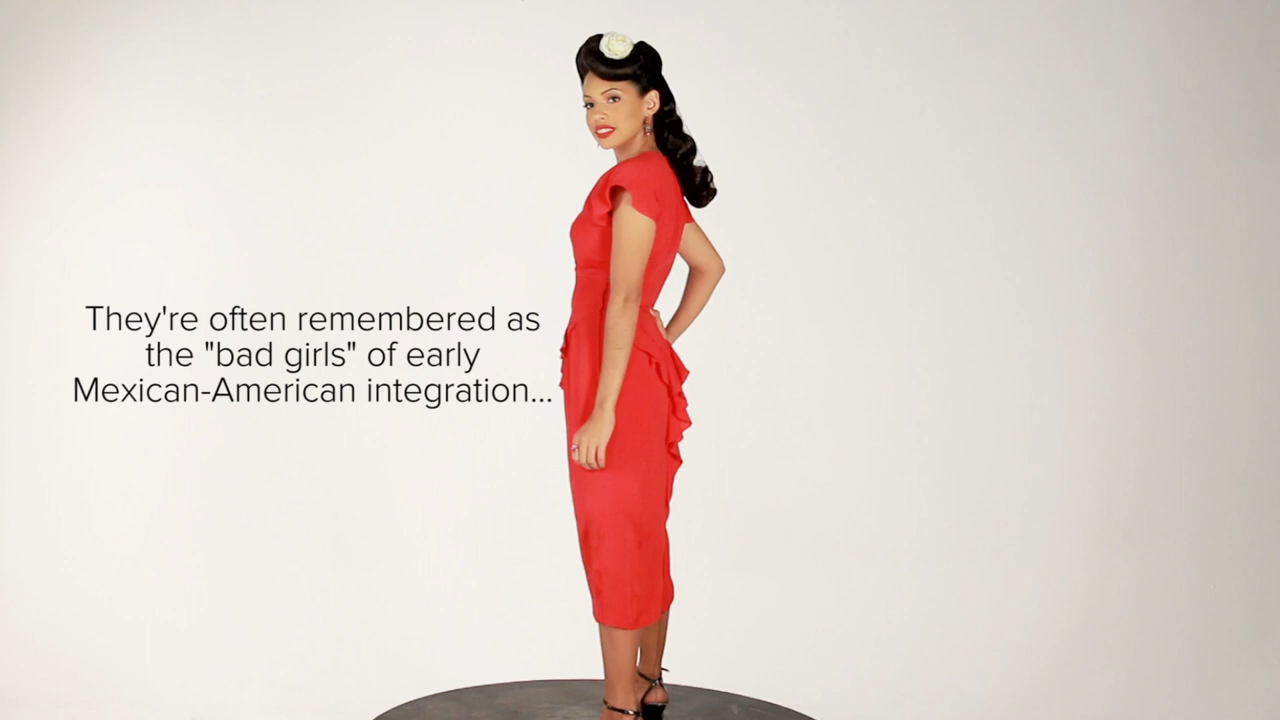 They're often remembered as
the "bad girls" of early
Mexican-American integration...